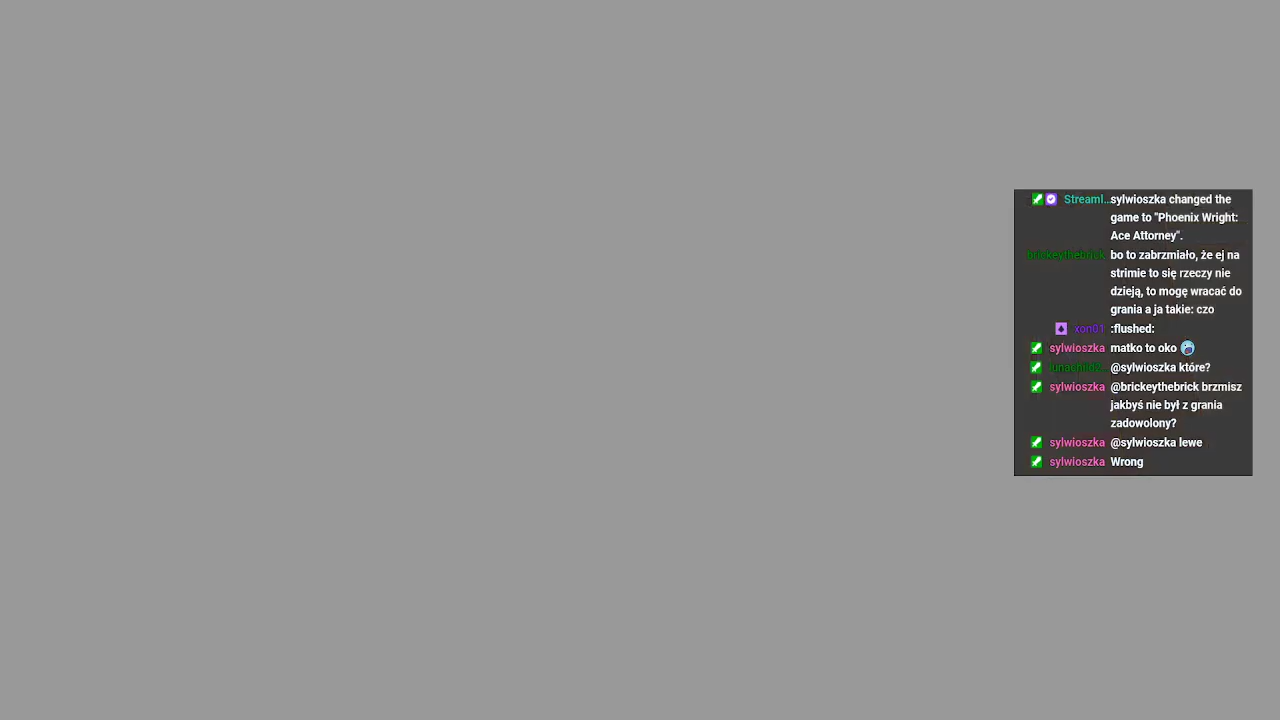 Streaml... sylwioszka changed the
game to "Phoenix Wright:
Ace Attorney".
brickeythebrick bo to zabrzmiało, że ej na
strimie to się rzeczy nie
dzieją, to mogę wracać do
grania a ja takie: czo
xon01 :flushed:
sylwioszka matko to oko
@sylwioszka które?
sylwioszka @brickeythebrick brzmisz
jakbyś nie był z grania
zadowolony?
sylwioszka @sylwioszka lewe
sylwioszka Wrong